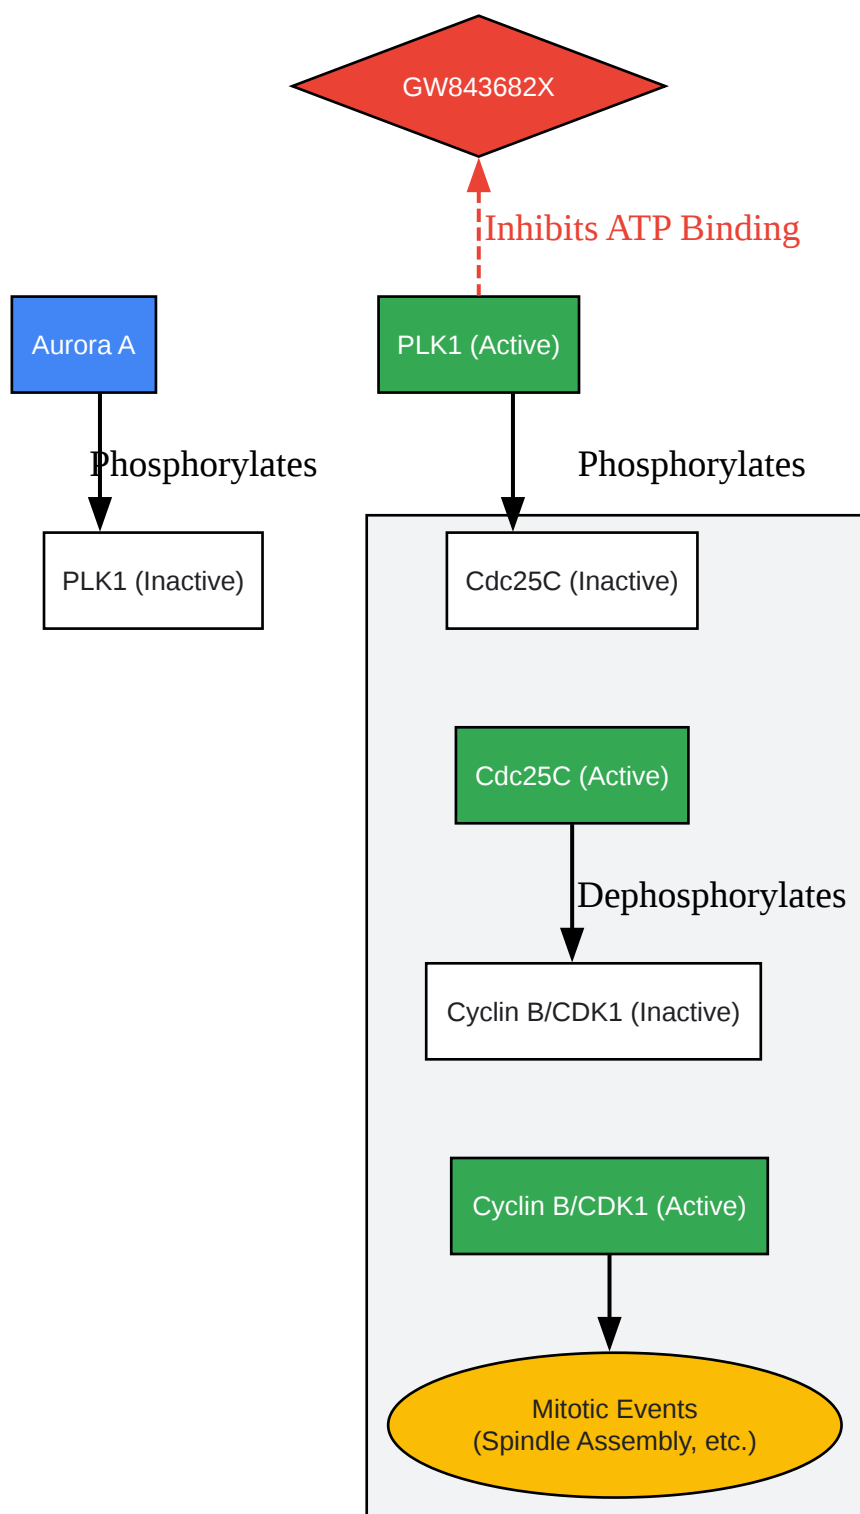 GW843682X
Inhibits ATP Binding
Aurora A
PLK1 (Active)
Phosphorylates
Phosphorylates
PLK1 (Inactive)
Cdc25C (Inactive)
Cdc25C (Active)
Dephosphorylates
Cyclin B/CDK1 (Inactive)
Cyclin B/CDK1 (Active)
Mitotic Events
(Spindle Assembly, etc.)